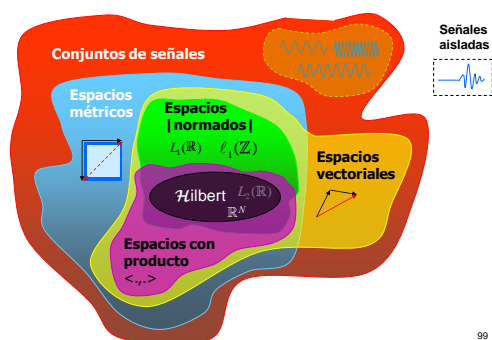 Conjuntos de señales
Señales
aisladas
Espacios
métricos
Espacios
|normados|
L₁(ℝ) ℓ₁(ℤ)
Espacios
vectoriales
𝓗ilbert L₂(ℝ)
ℝᴺ
Espacios con
producto
<.,.>
99